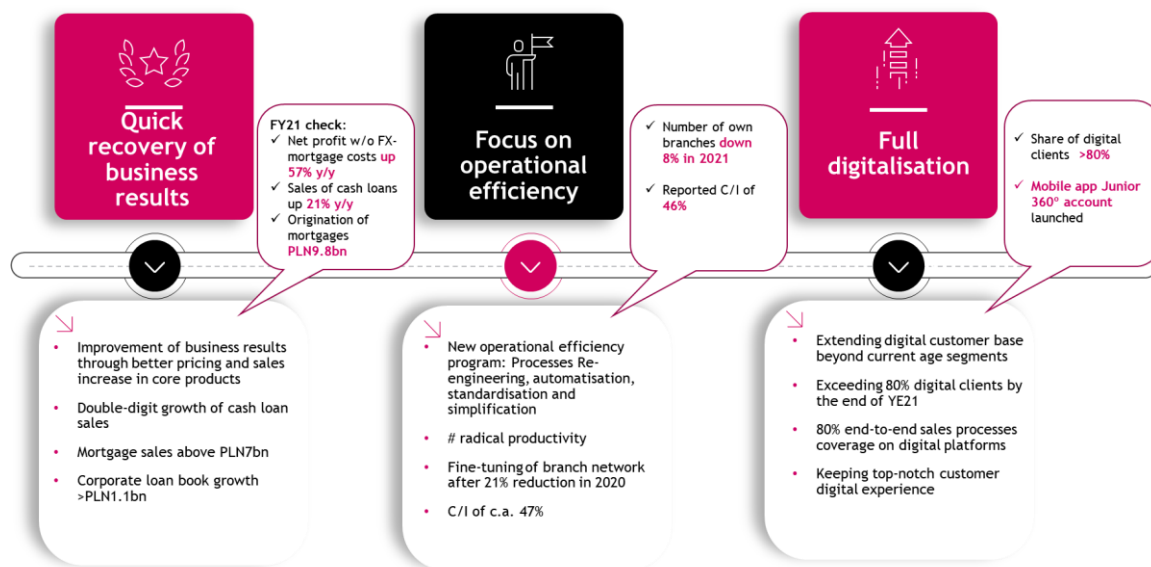 Quick
recovery of
business
results
FY21 check:
✓ Net profit w/o FX-
mortgage costs up
57% y/y
✓ Sales of cash loans
up 21% y/y
✓ Origination of
mortgages
PLN9.8bn
• Improvement of business results
through better pricing and sales
increase in core products
• Double-digit growth of cash loan
sales
• Mortgage sales above PLN7bn
• Corporate loan book growth
>PLN1.1bn
Focus on
operational
efficiency
✓ Number of own
branches down
8% in 2021
✓ Reported C/I of
46%
• New operational efficiency
program: Processes Re-
engineering, automatisation,
standardisation and
simplification
• # radical productivity
• Fine-tuning of branch network
after 21% reduction in 2020
• C/I of c.a. 47%
Full
digitalisation
✓ Share of digital
clients >80%
✓ Mobile app Junior
360º account
launched
• Extending digital customer base
beyond current age segments
• Exceeding 80% digital clients by
the end of YE21
• 80% end-to-end sales processes
coverage on digital platforms
• Keeping top-notch customer
digital experience